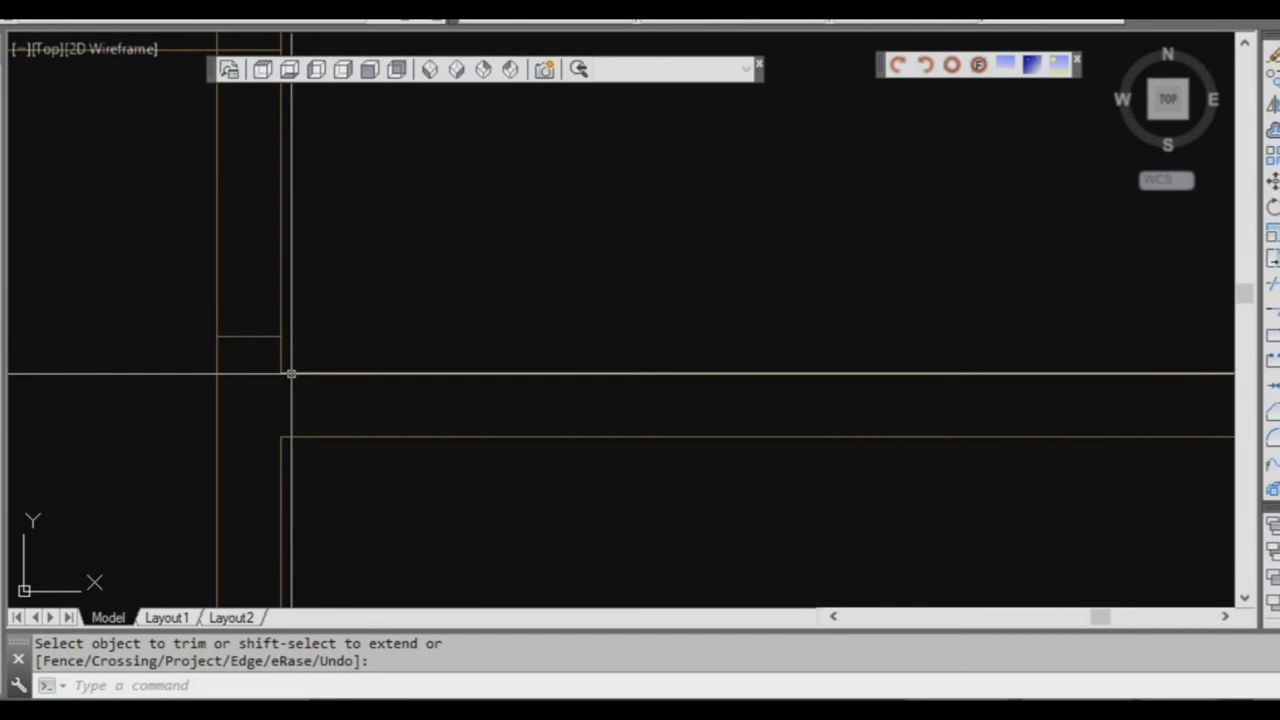 [−][Top][2D Wireframe]
N
W
TOP
E
S
WCS
Y
X
Model
Layout1
Layout2
Select object to trim or shift-select to extend or
[Fence/Crossing/Project/Edge/eRase/Undo]:
Type a command